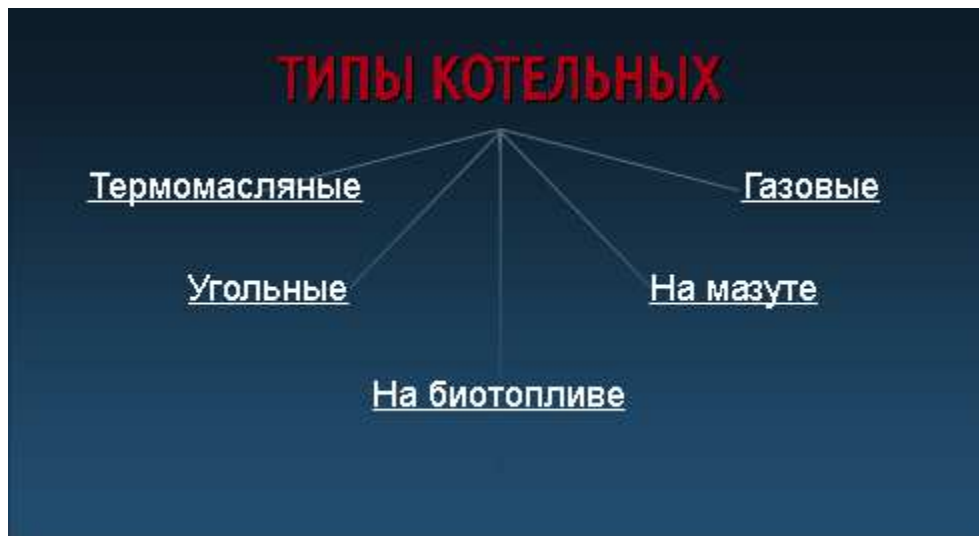 ТИПЫ КОТЕЛЬНЫХ
Термомасляные
Газовые
Угольные
На мазуте
На биотопливе